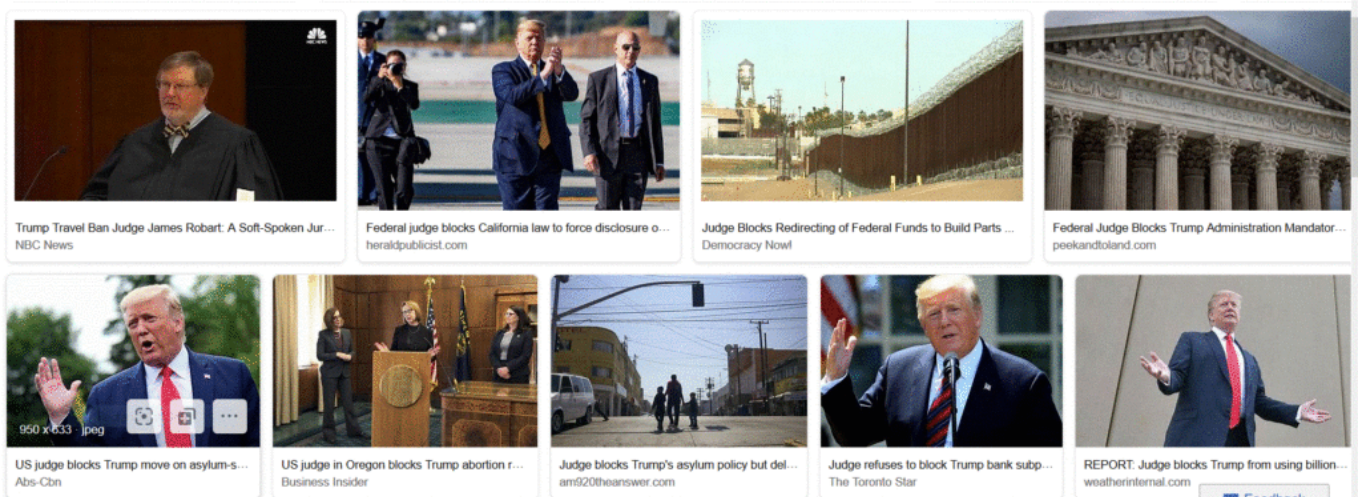 NBC NEWS
Trump Travel Ban Judge James Robart: A Soft-Spoken Jur...
NBC News
Federal judge blocks California law to force disclosure o...
heraldpublicist.com
Judge Blocks Redirecting of Federal Funds to Build Parts ...
Democracy Now!
Federal Judge Blocks Trump Administration Mandator...
peekandtoland.com
950 x 633 · jpeg
US judge blocks Trump move on asylum-s...
Abs-Cbn
US judge in Oregon blocks Trump abortion r...
Business Insider
Judge blocks Trump's asylum policy but del...
am920theanswer.com
Judge refuses to block Trump bank subp...
The Toronto Star
REPORT: Judge blocks Trump from using billion...
weatherinternal.com
Feedback